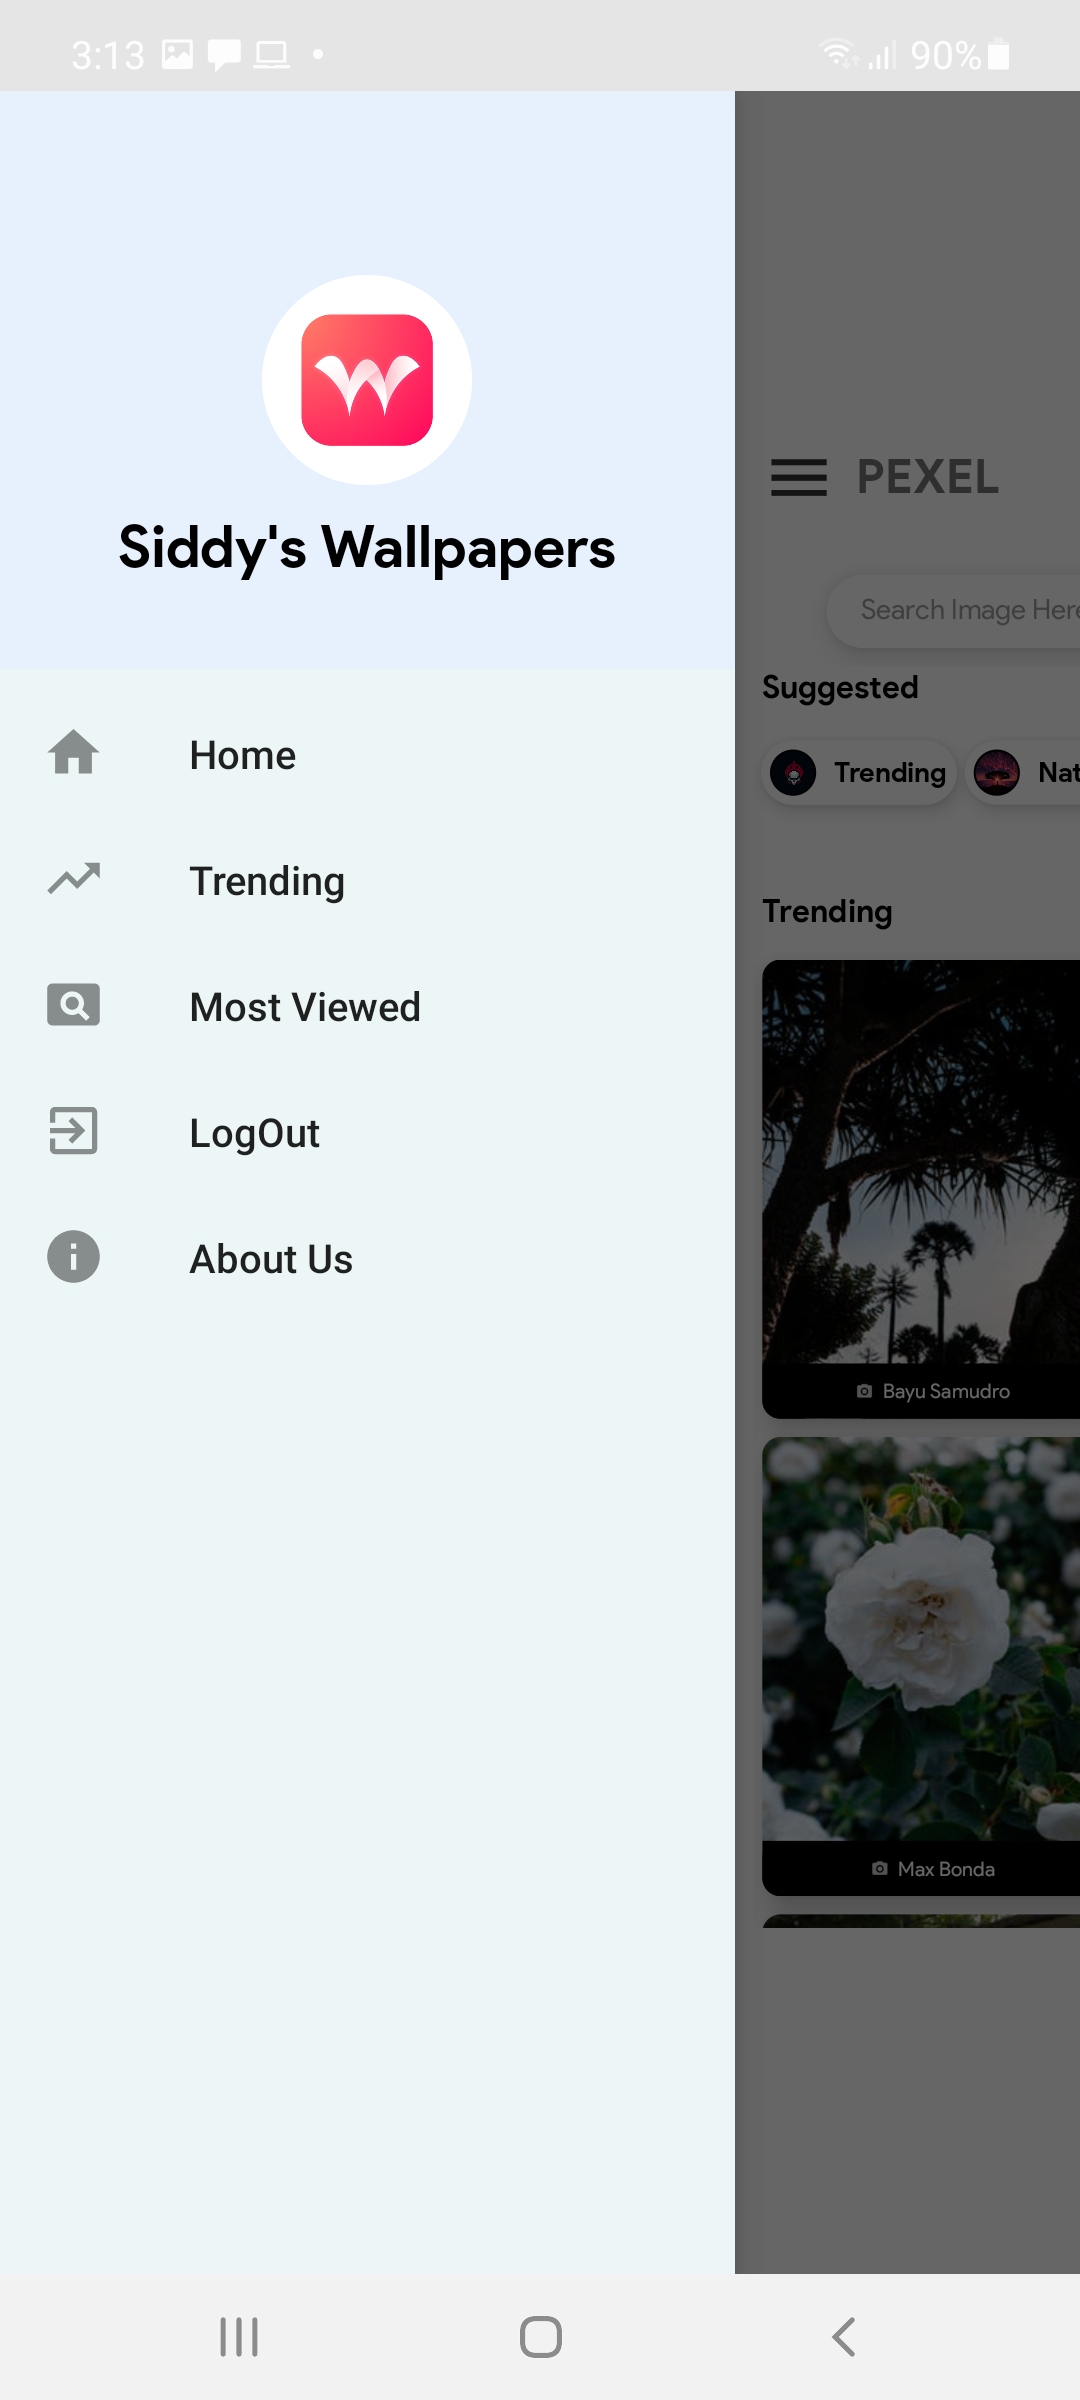 3:13
90%
Siddy's Wallpapers
Home
Trending
Most Viewed
LogOut
About Us
PEXEL
Search Image Here
Suggested
Trending
Nat
Trending
Bayu Samudro
Max Bonda